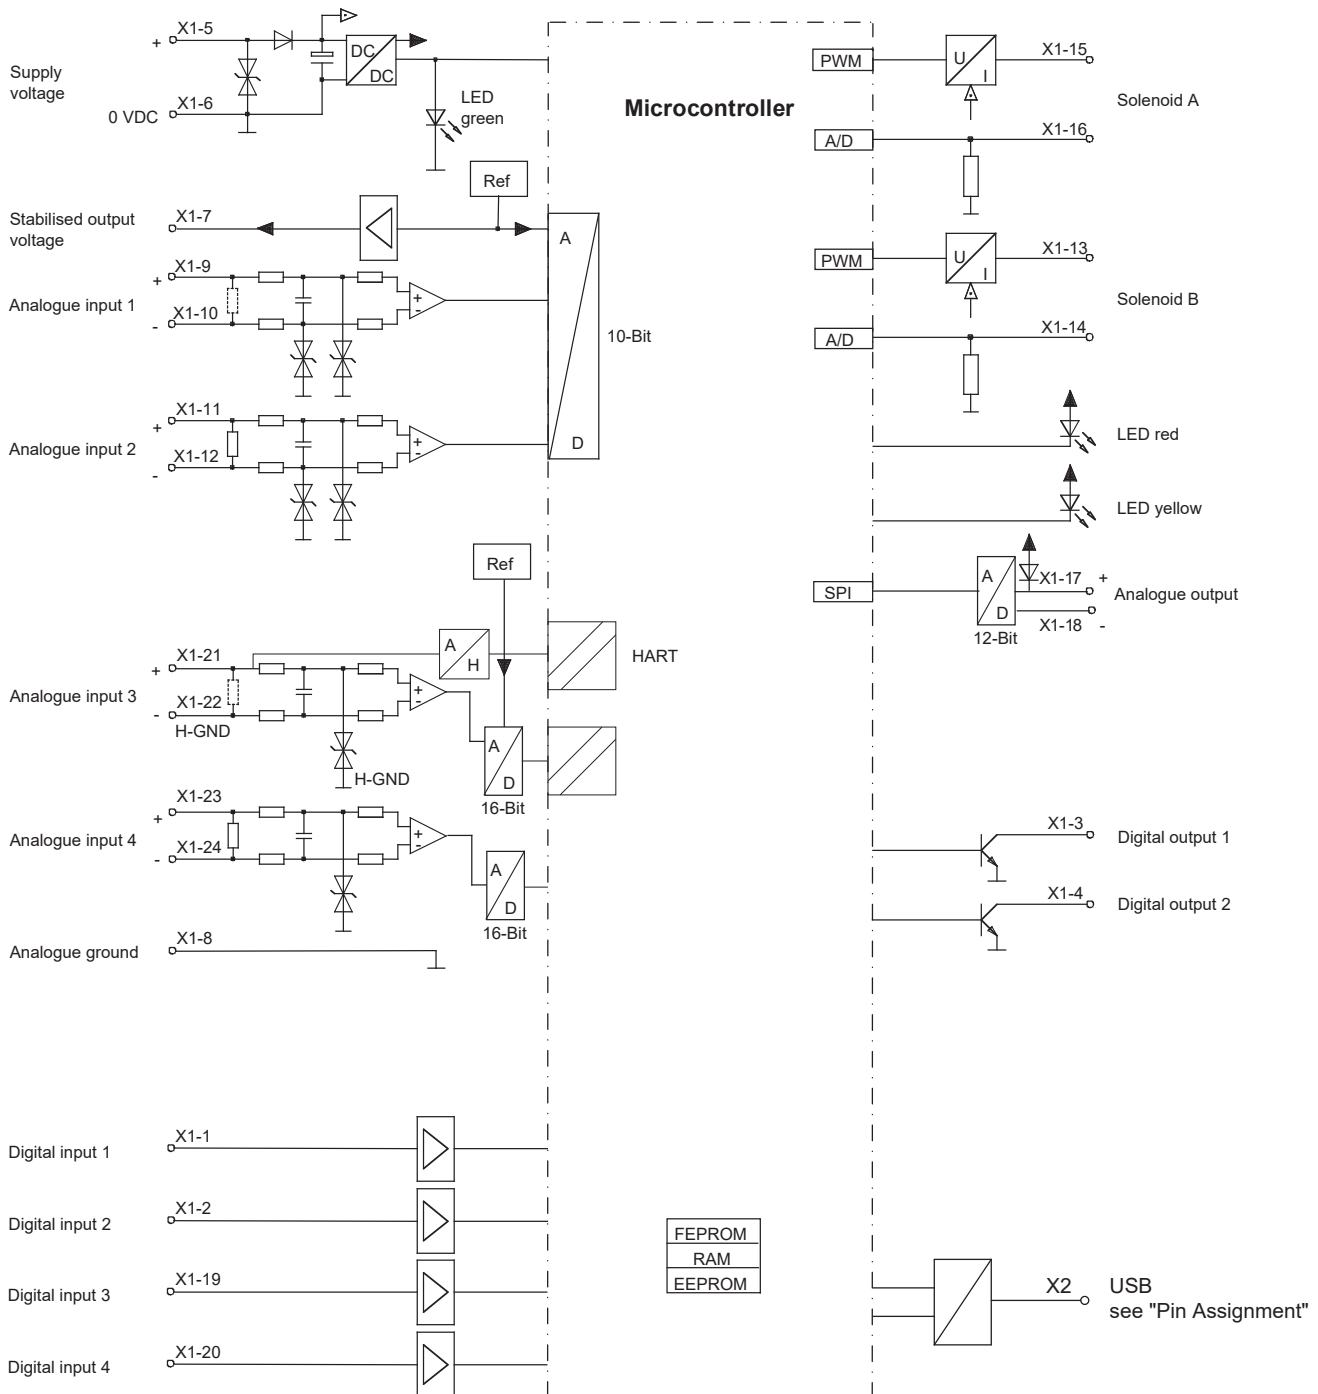 X1-5
+
DC
DC
Supply
voltage
X1-6
0 VDC
LED
green
Microcontroller
PWM
U
I
X1-15
Solenoid A
A/D
X1-16
Ref
Stabilised output
voltage
X1-7
A
D
10-Bit
X1-9
+
Analogue input 1
X1-10
-
+
-
PWM
U
I
X1-13
Solenoid B
A/D
X1-14
X1-11
+
Analogue input 2
X1-12
-
+
-
LED red
LED yellow
Ref
SPI
A
D
12-Bit
X1-17
+
Analogue output
X1-18
-
A
H
HART
X1-21
+
Analogue input 3
X1-22
-
H-GND
+
-
H-GND
A
D
16-Bit
X1-23
+
Analogue input 4
X1-24
-
+
-
A
D
16-Bit
X1-3
Digital output 1
X1-4
Digital output 2
Analogue ground
X1-8
Digital input 1
X1-1
Digital input 2
X1-2
Digital input 3
X1-19
Digital input 4
X1-20
FEPROM
RAM
EEPROM
X2
USB
see "Pin Assignment"